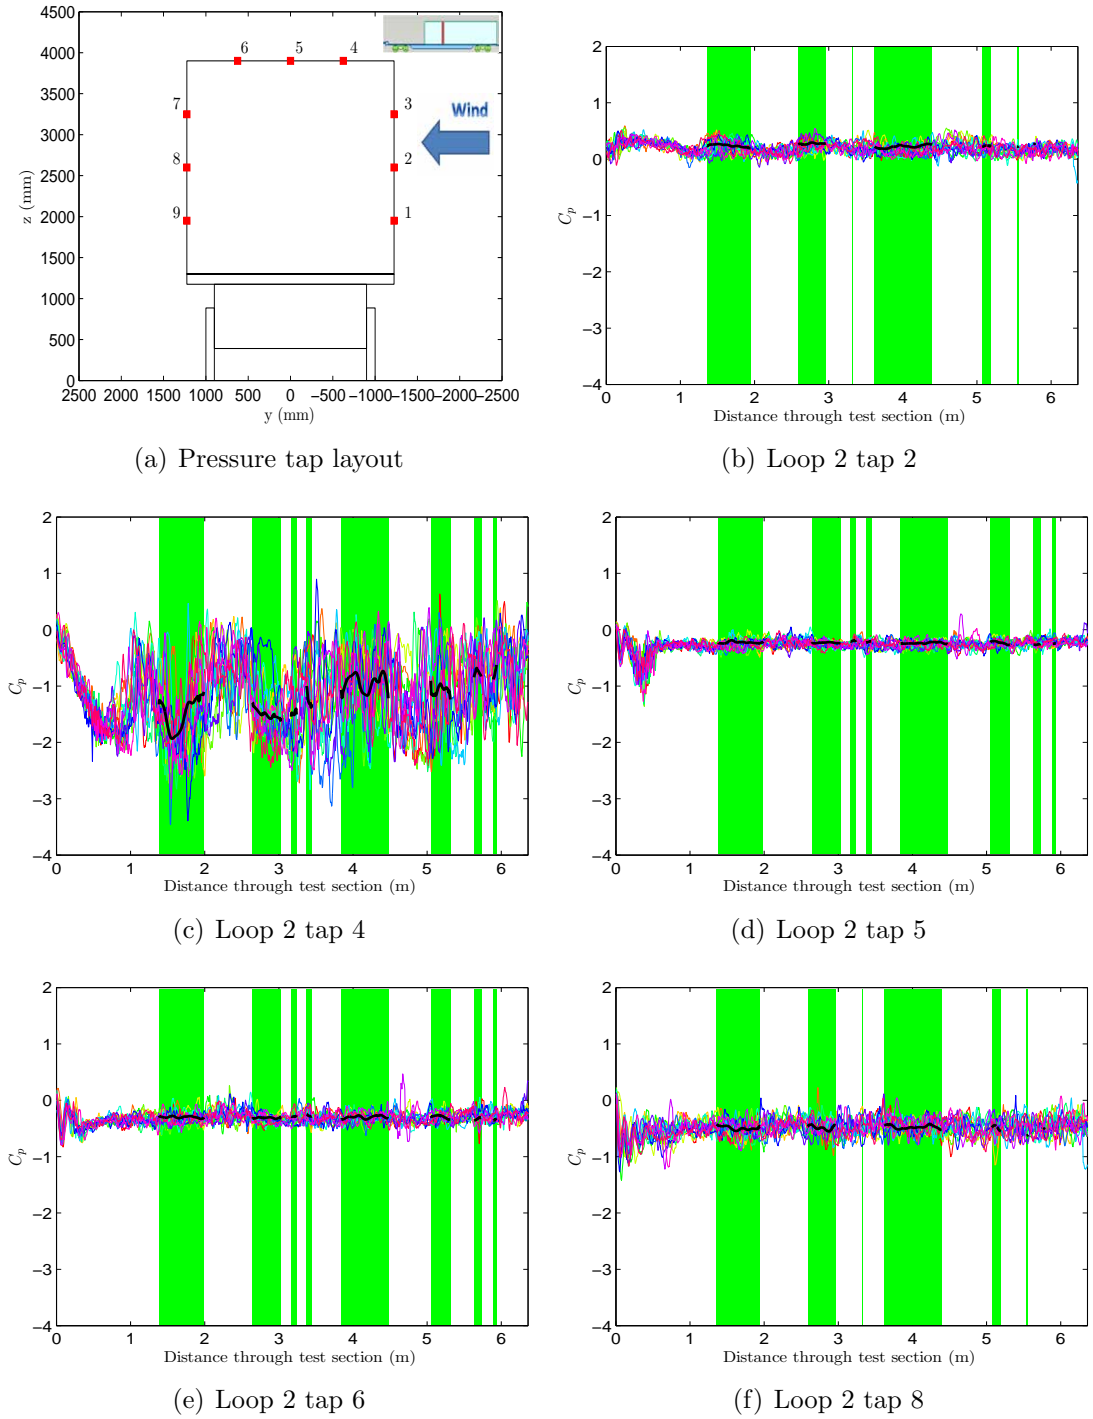 4500
4000
3500
3000
2500
2000
1500
1000
500
0
z (mm)
6
5
4
7
3
8
2
9
1
Wind
2500 2000 1500 1000 500 0 −500 −1000 −1500 −2000 −2500
y (mm)
(a) Pressure tap layout
2
1
0
−1
−2
−3
−4
Cp
0 1 2 3 4 5 6
Distance through test section (m)
(b) Loop 2 tap 2
2
1
0
−1
−2
−3
−4
Cp
0 1 2 3 4 5 6
Distance through test section (m)
(c) Loop 2 tap 4
2
1
0
−1
−2
−3
−4
Cp
0 1 2 3 4 5 6
Distance through test section (m)
(d) Loop 2 tap 5
2
1
0
−1
−2
−3
−4
Cp
0 1 2 3 4 5 6
Distance through test section (m)
(e) Loop 2 tap 6
2
1
0
−1
−2
−3
−4
Cp
0 1 2 3 4 5 6
Distance through test section (m)
(f) Loop 2 tap 8